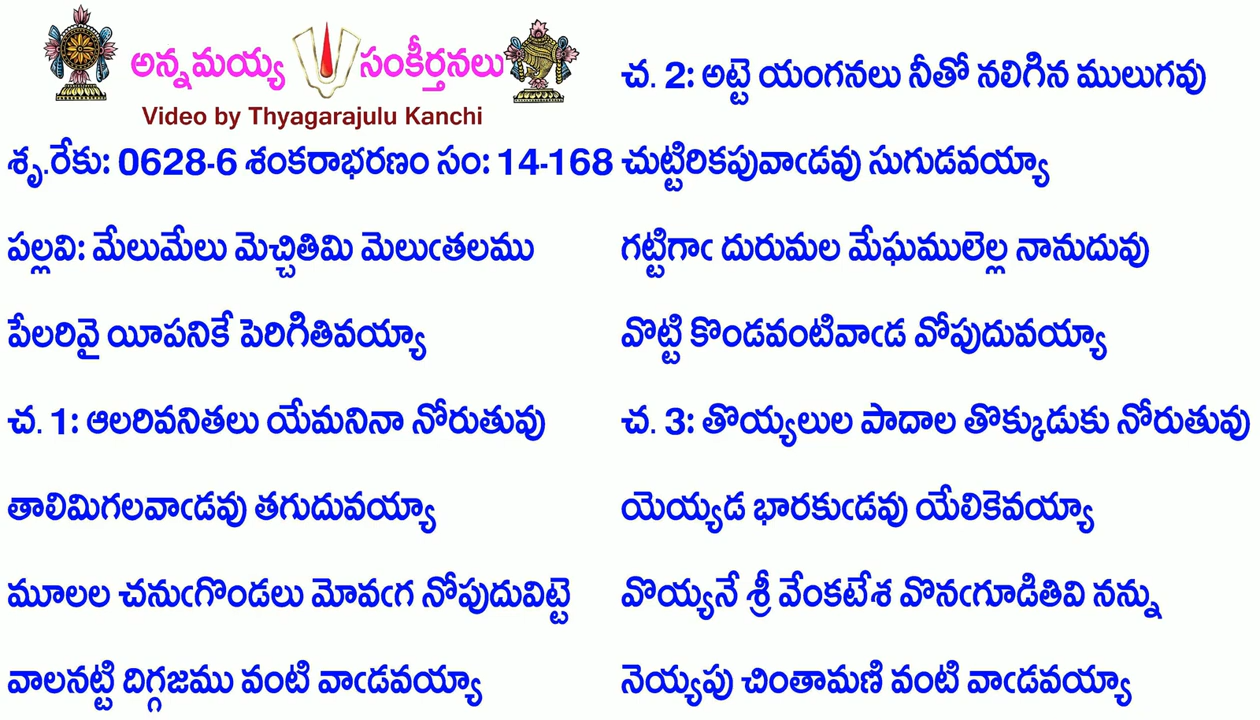 అన్నమయ్య సంకీర్తనలు
Video by Thyagarajulu Kanchi
శృ.రేకు: 0628-6 శంకరాభరణం సం: 14-168
పల్లవి: మేలుమేలు మెచ్చితిమి మెలుఁతలము
పేలరివై యీపనికే పెరిగితివయ్యా
చ. 1: ఆలరివనితలు యేమనినా నోరుతువు
తాలిమిగలవాఁడవు తగుదువయ్యా
మూలల చనుఁగొండలు మోవఁగ నోపుదువిట్టె
వాలనట్టి దిగ్గజము వంటి వాఁడవయ్యా
చ. 2: అట్టె యంగనలు నీతో నలిగిన ములుగవు
చుట్టిరికపువాఁడవు సుగుడవయ్యా
గట్టిగాఁ దురుమల మేఘములెల్ల నానుదువు
వొట్టి కొండవంటివాఁడ వోపుదువయ్యా
చ. 3: తొయ్యలుల పాదాల తొక్కుడుకు నోరుతువు
యెయ్యడ భారకుఁడవు యేలికెవయ్యా
వొయ్యనే శ్రీ వేంకటేశ వొనఁగూడితివి నన్ను
నెయ్యపు చింతామణి వంటి వాఁడవయ్యా